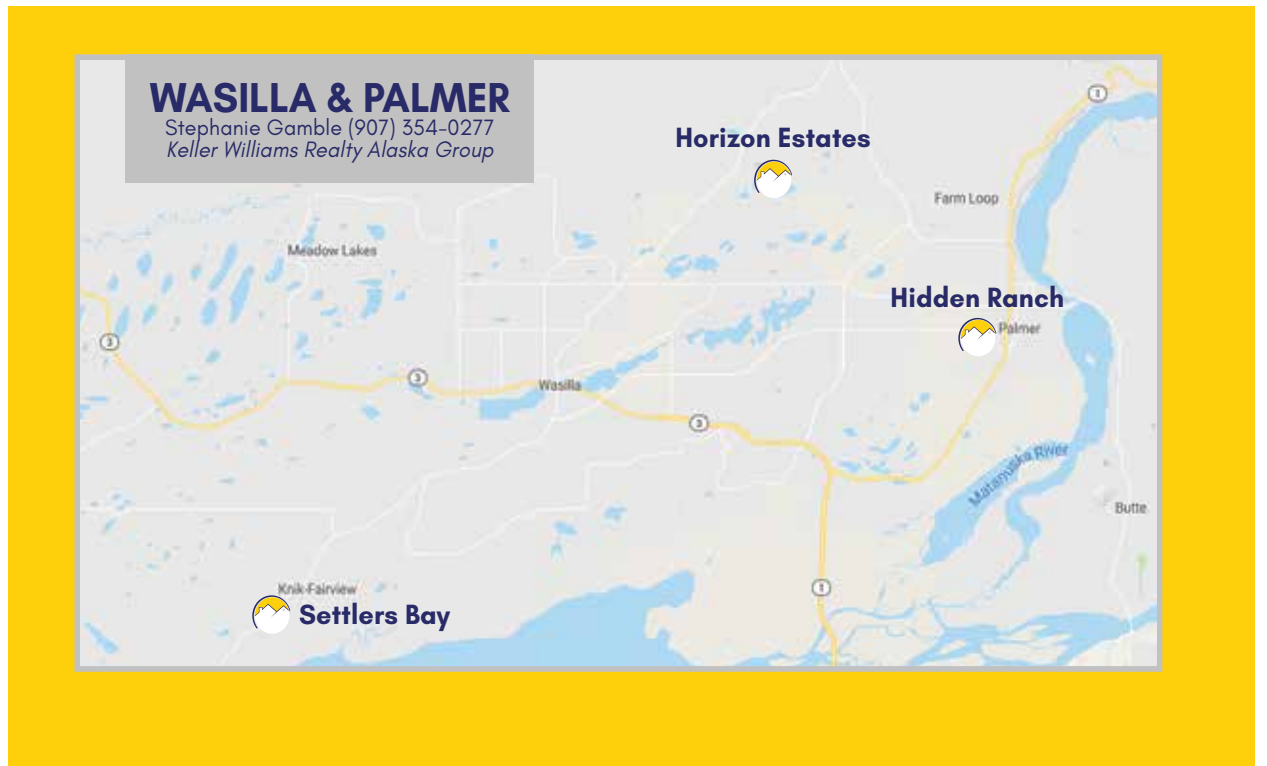 WASILLA & PALMER
Stephanie Gamble (907) 354-0277
Keller Williams Realty Alaska Group
Horizon Estates
1
Farm Loop
Meadow Lakes
Hidden Ranch
Palmer
3
3
Wasilla
3
Matanuska River
Butte
1
Knik-Fairview
Settlers Bay